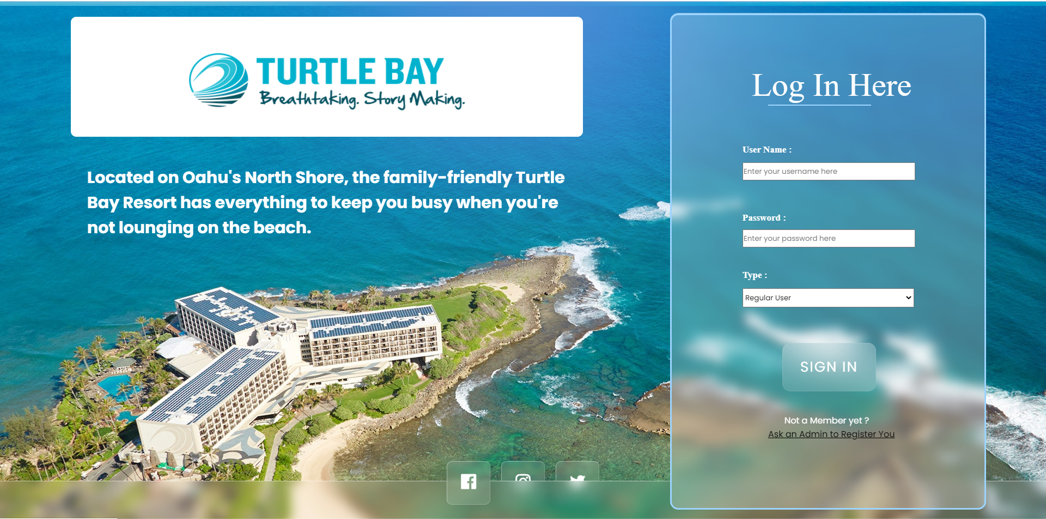 TURTLE BAY
Breathtaking. Story Making.
Located on Oahu's North Shore, the family-friendly Turtle
Bay Resort has everything to keep you busy when you're
not lounging on the beach.
Log In Here
User Name :
Enter your username here
Password :
Enter your password here
Type :
Regular User
SIGN IN
Not a Member yet ?
Ask an Admin to Register You